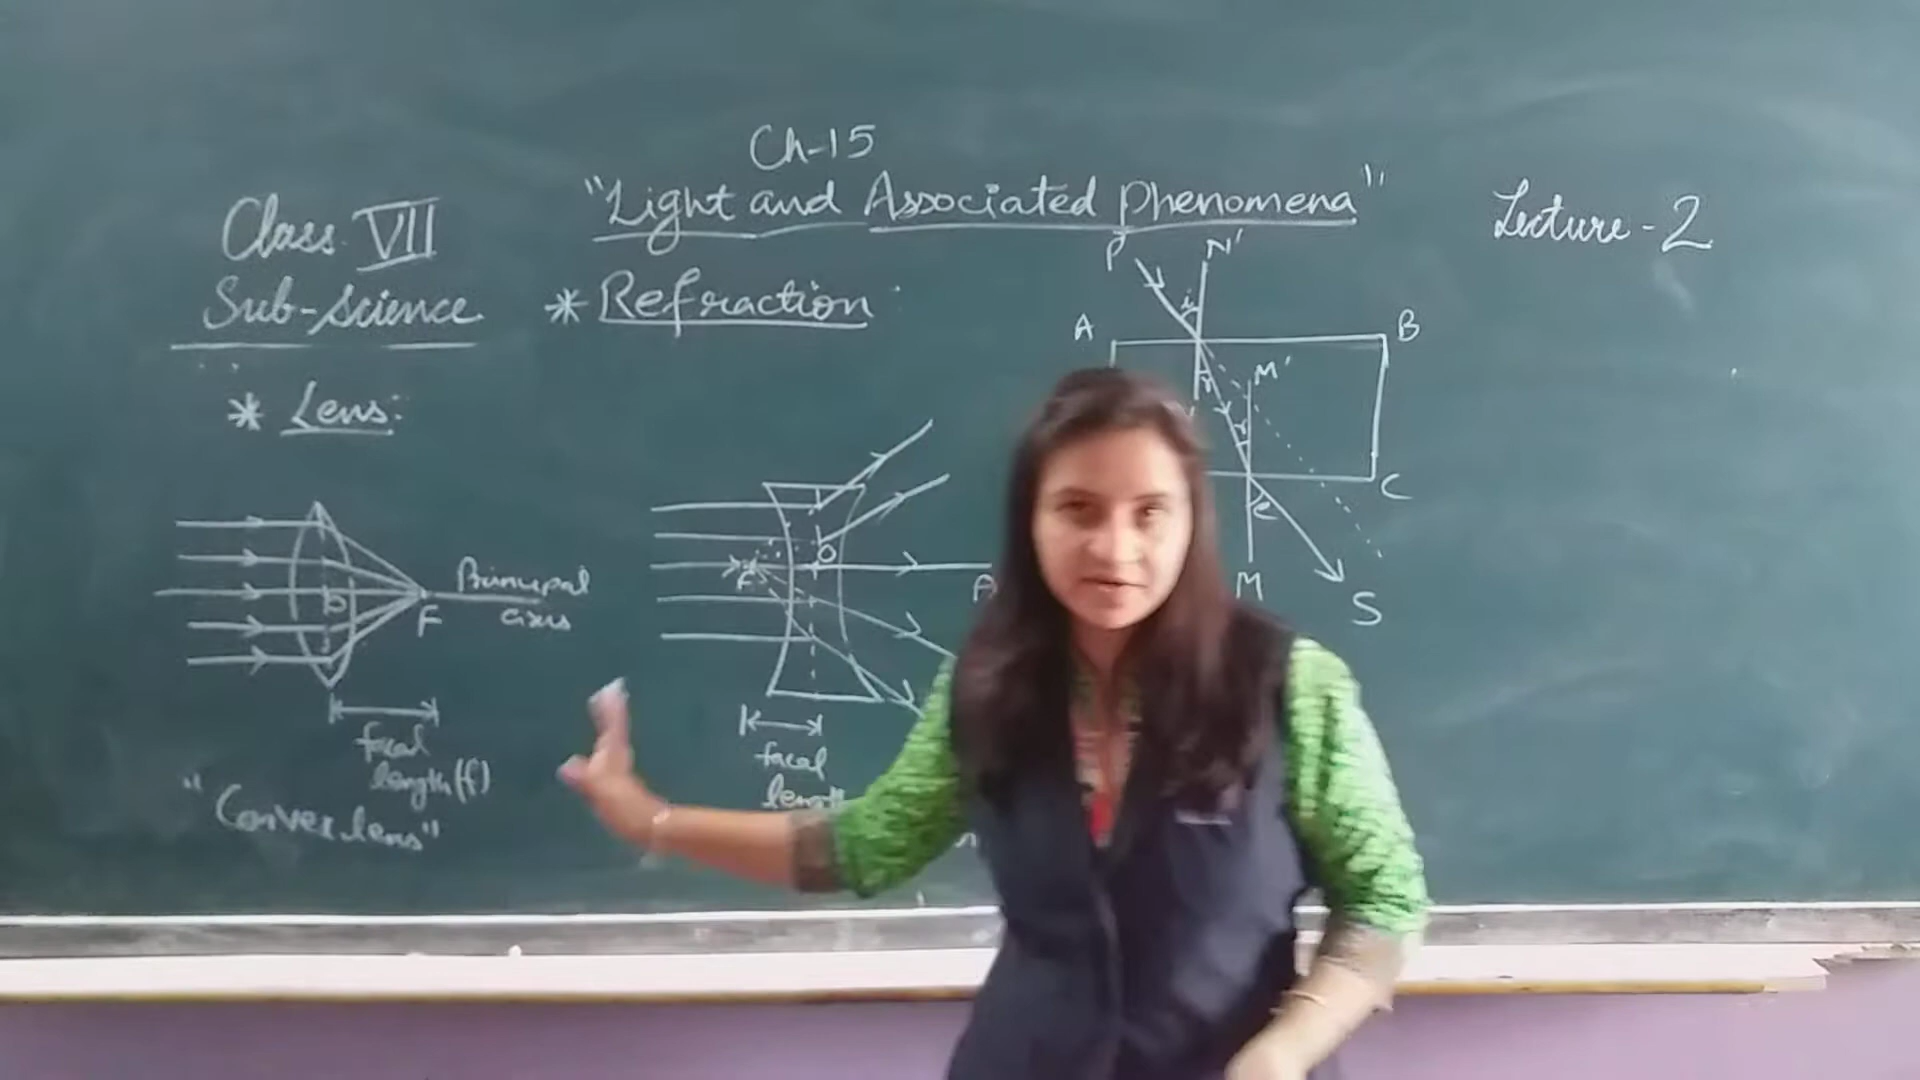 Ch-15
"Light and Associated Phenomena"
Lecture-2
Class VII
Sub-science
* Refraction:
* Lens:
P
N'
i
A
B
r
M'
r
C
e
M
S
O
F
Principal
axis
focal
length (f)
"Convex lens"
O
F
A
focal
length